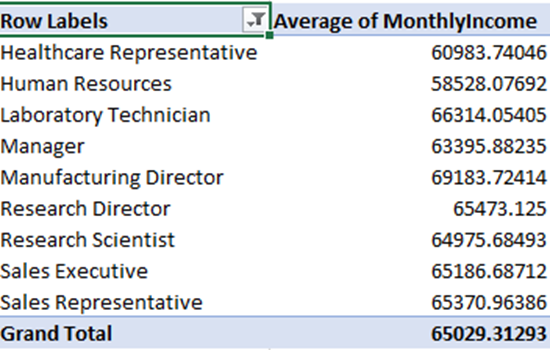 Row Labels Average of MonthlyIncome
Healthcare Representative 60983.74046
Human Resources 58528.07692
Laboratory Technician 66314.05405
Manager 63395.88235
Manufacturing Director 69183.72414
Research Director 65473.125
Research Scientist 64975.68493
Sales Executive 65186.68712
Sales Representative 65370.96386
Grand Total 65029.31293